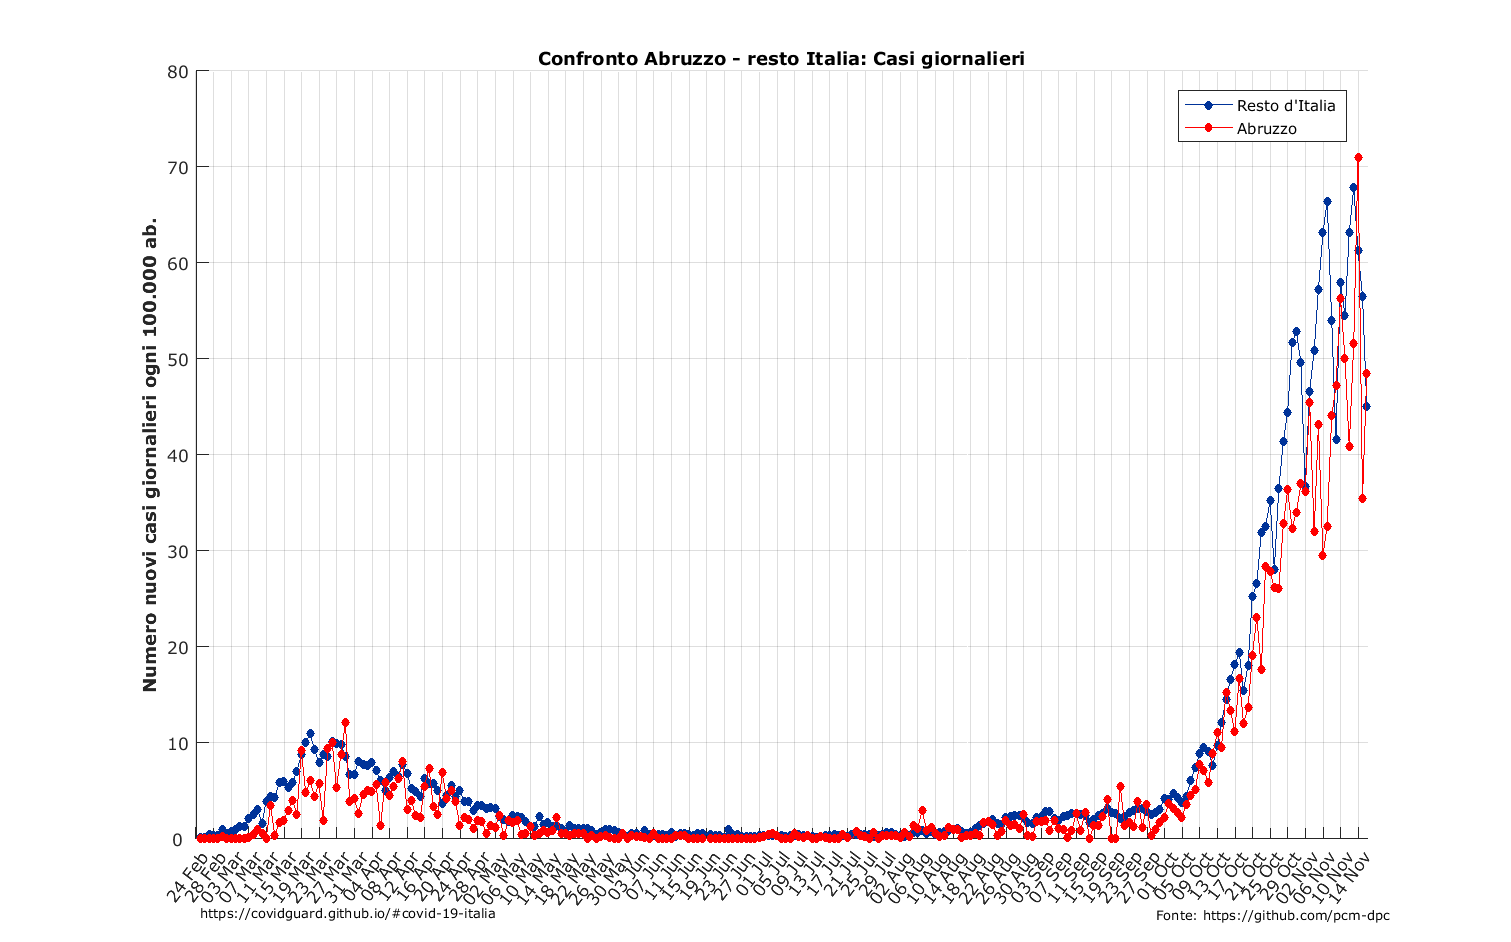 Confronto Abruzzo - resto Italia: Casi giornalieri
Resto d'Italia
Abruzzo
Numero nuovi casi giornalieri ogni 100.000 ab.
80
70
60
50
40
30
20
10
0
24 Feb
28 Feb
03 Mar
07 Mar
11 Mar
15 Mar
19 Mar
23 Mar
27 Mar
31 Mar
04 Apr
08 Apr
12 Apr
16 Apr
20 Apr
24 Apr
28 Apr
02 May
06 May
10 May
14 May
18 May
22 May
26 May
30 May
03 Jun
07 Jun
11 Jun
15 Jun
19 Jun
23 Jun
27 Jun
01 Jul
05 Jul
09 Jul
13 Jul
17 Jul
21 Jul
25 Jul
29 Jul
02 Aug
06 Aug
10 Aug
14 Aug
18 Aug
22 Aug
26 Aug
30 Aug
03 Sep
07 Sep
11 Sep
15 Sep
19 Sep
23 Sep
27 Sep
01 Oct
05 Oct
09 Oct
13 Oct
17 Oct
21 Oct
25 Oct
29 Oct
02 Nov
06 Nov
10 Nov
14 Nov
https://covidguard.github.io/#covid-19-italia
Fonte: https://github.com/pcm-dpc